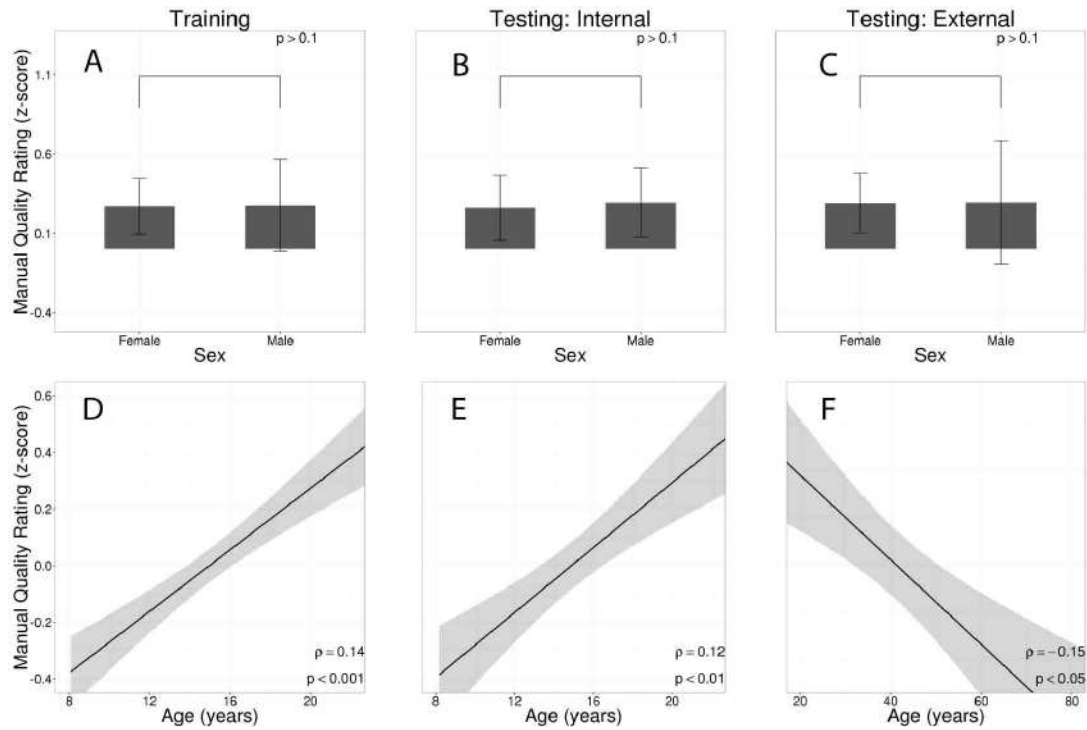 Training
Testing: Internal
Testing: External
A
p > 0.1
B
p > 0.1
C
p > 0.1
Manual Quality Rating (z-score)
1.1
0.6
0.1
-0.4
Female
Male
Female
Male
Female
Male
Sex
Sex
Sex
D
E
F
Manual Quality Rating (z-score)
0.6
0.4
0.2
0.0
-0.2
-0.4
ρ = 0.14
p < 0.001
ρ = 0.12
p < 0.01
ρ = −0.15
p < 0.05
8 12 16 20
8 12 16 20
20 40 60 80
Age (years)
Age (years)
Age (years)